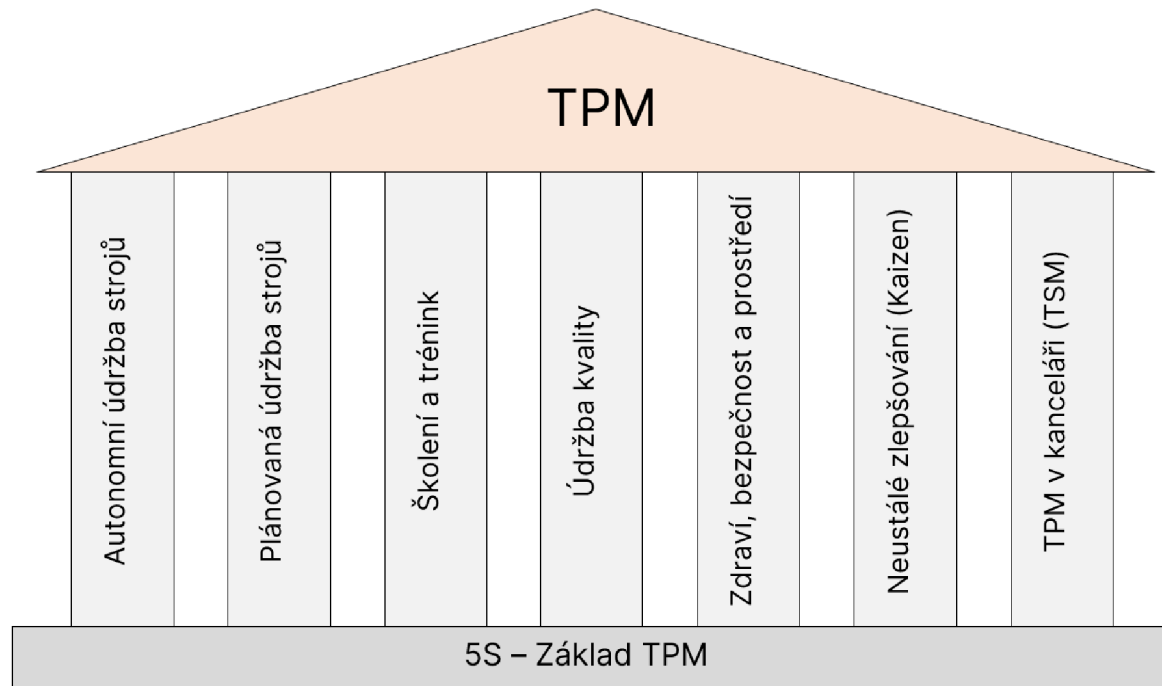 TPM
Autonomní údržba strojů
Plánovaná údržba strojů
Školení a trénink
Údržba kvality
Zdraví, bezpečnost a prostředí
Neustálé zlepšování (Kaizen)
TPM v kanceláři (TSM)
5S – Základ TPM